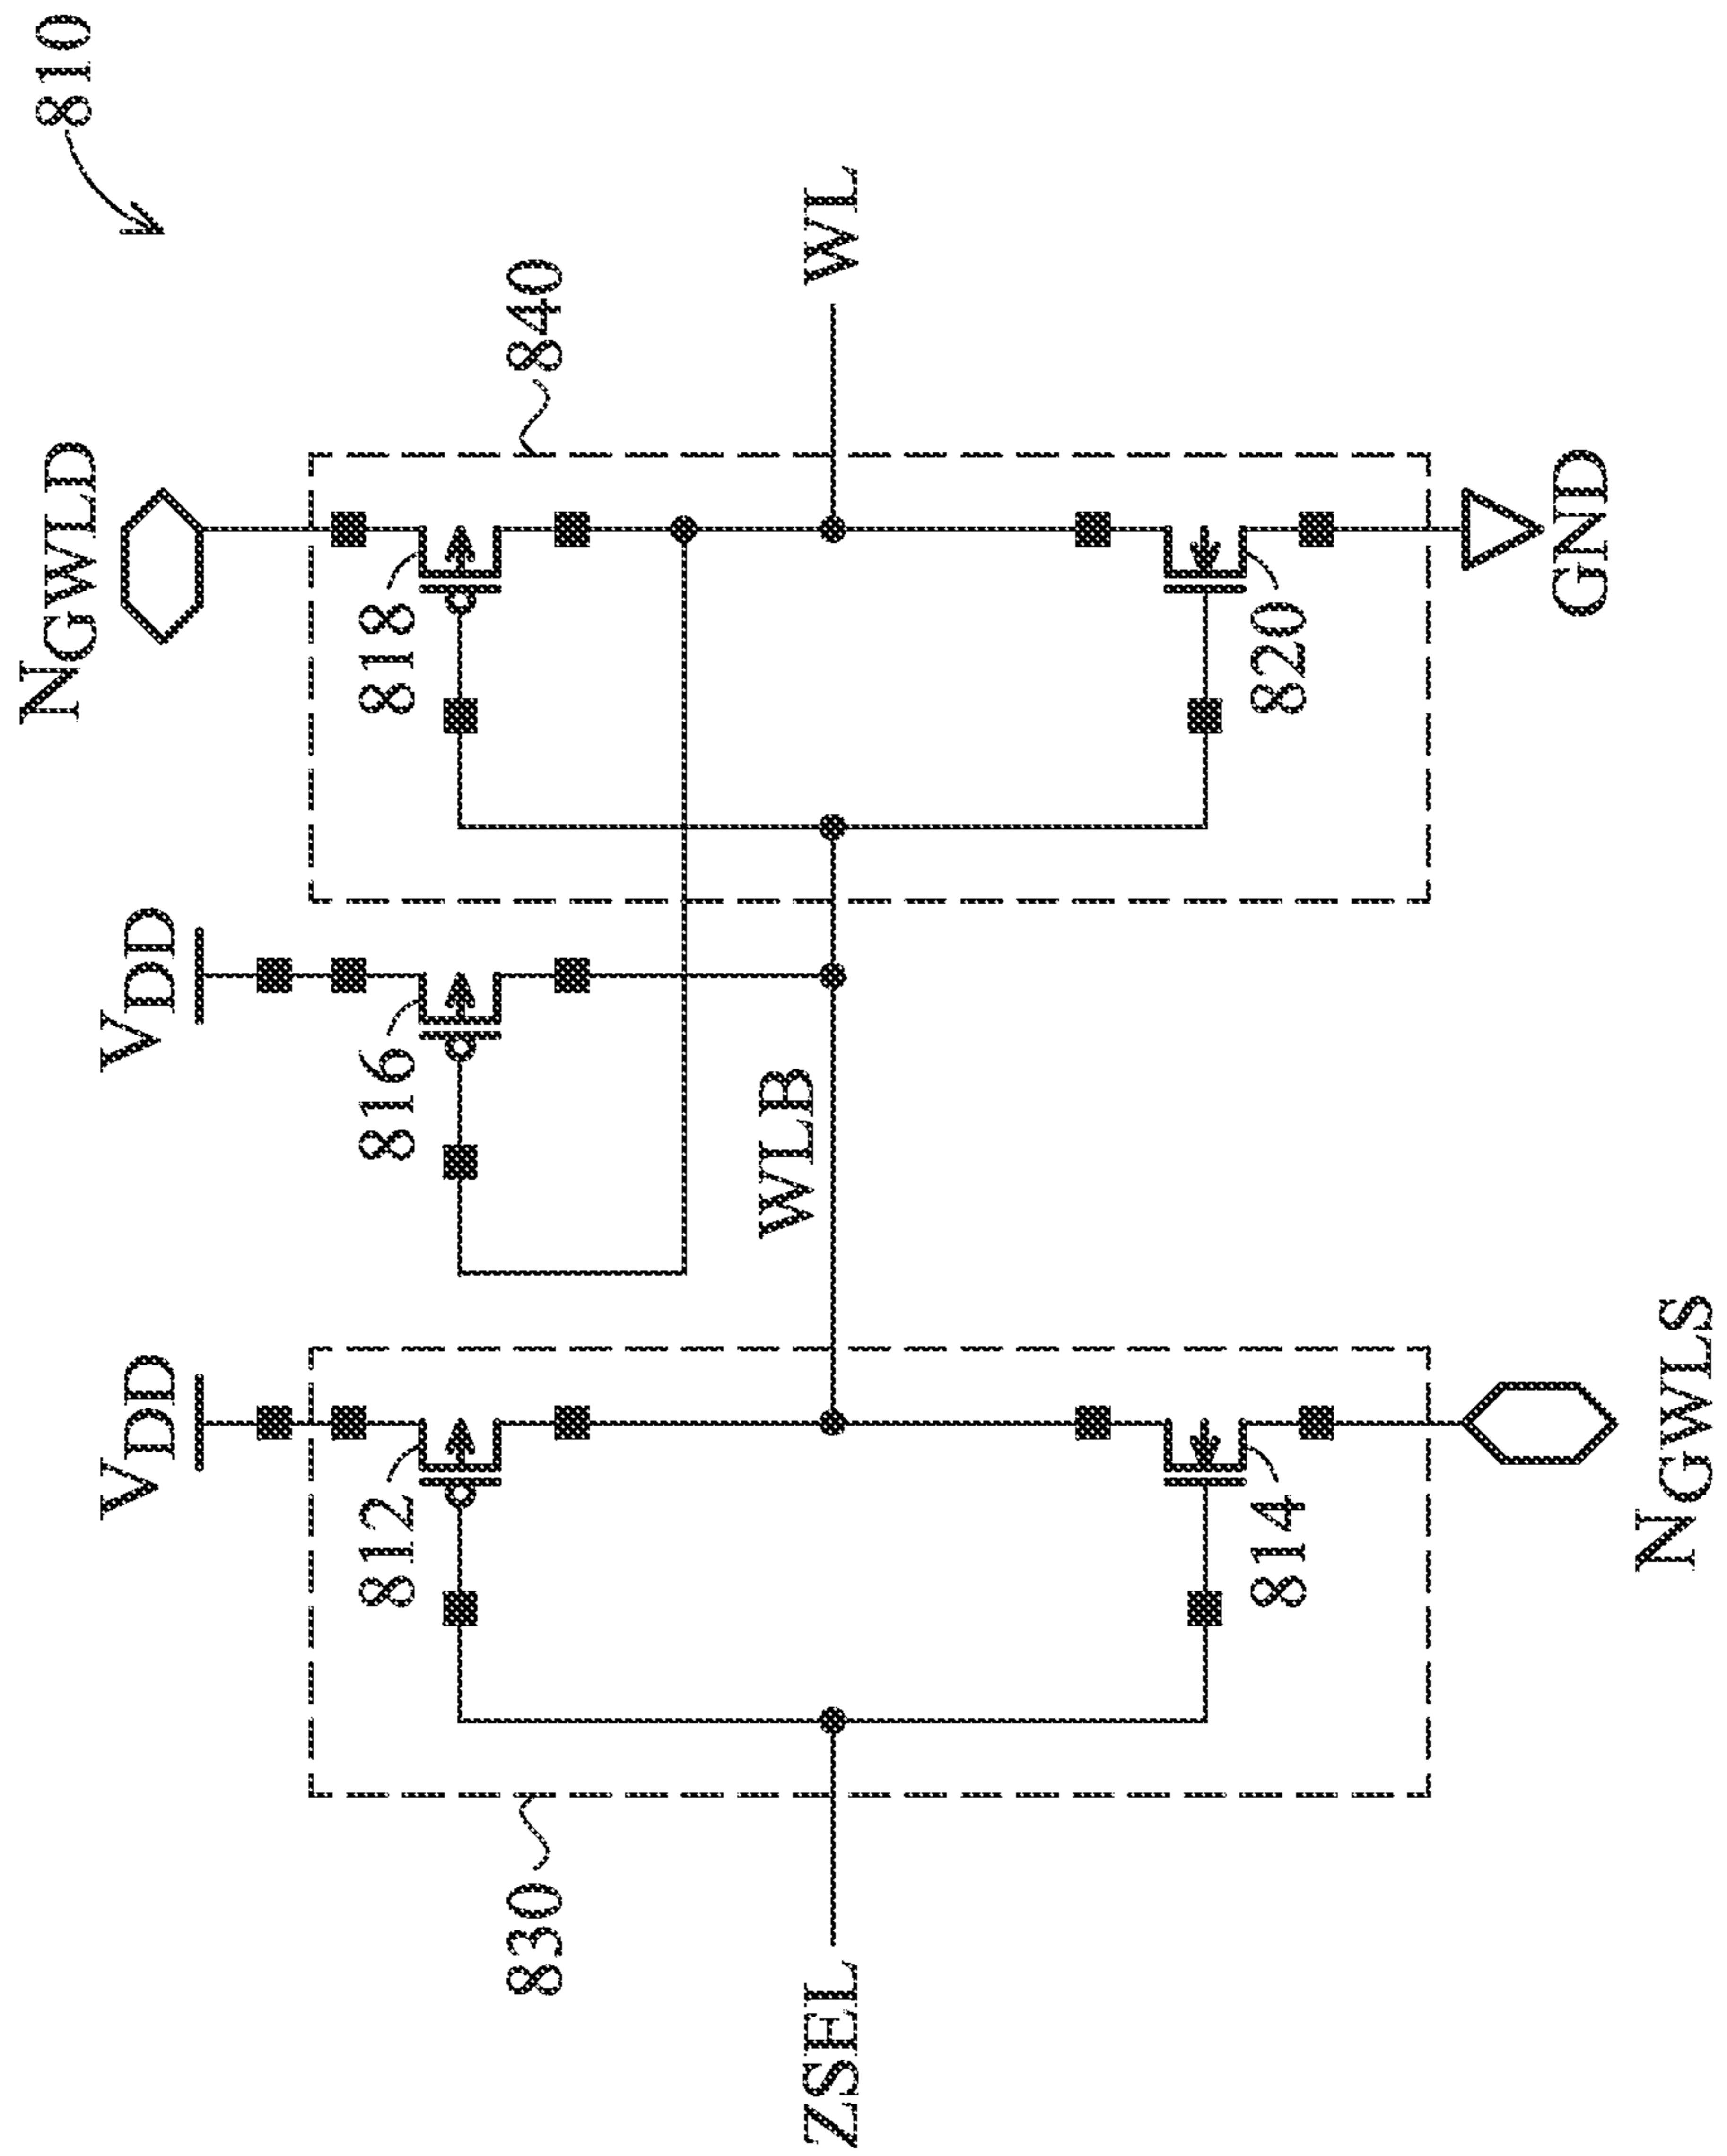 810
NGWLD
VDD
VDD
840
818
816
812
830
WLB
WL
ZSEL
820
814
GND
NGWLS